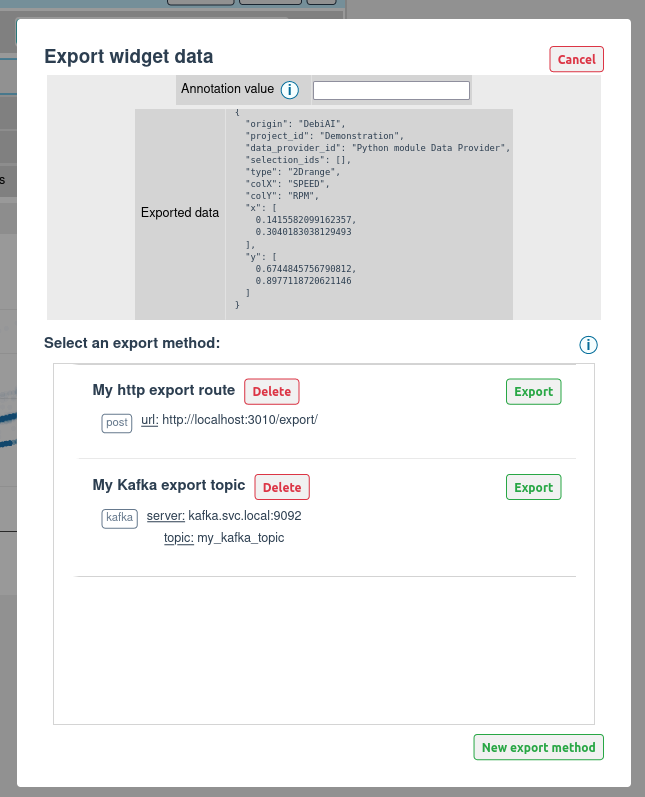 Export widget data
Cancel
Annotation value
Exported data
{
"origin": "DebiAI",
"project_id": "Demonstration",
"data_provider_id": "Python module Data Provider",
"selection_ids": [],
"type": "2Drange",
"colX": "SPEED",
"colY": "RPM",
"x": [
0.1415582099162357,
0.3040183038129493
],
"y": [
0.6744845756790812,
0.8977118720621146
]
}
Select an export method:
My http export route Delete Export
post url: http://localhost:3010/export/
My Kafka export topic Delete Export
kafka server: kafka.svc.local:9092
topic: my_kafka_topic
New export method